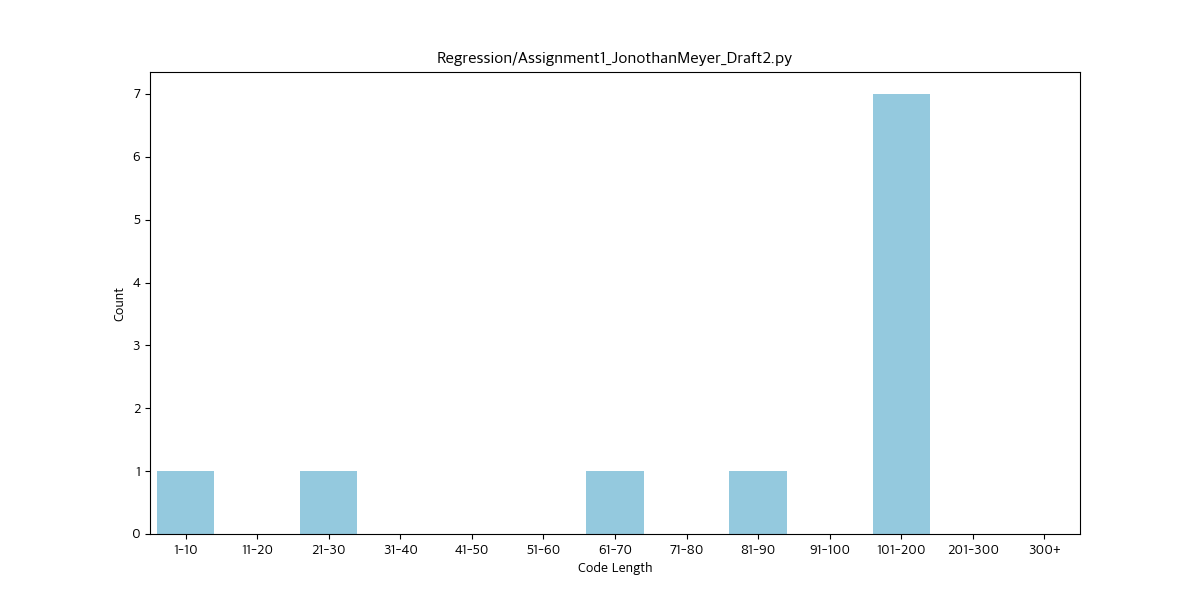 Regression/Assignment1_JonothanMeyer_Draft2.py
7
6
5
4
3
2
1
0
Count
1-10 11-20 21-30 31-40 41-50 51-60 61-70 71-80 81-90 91-100 101-200 201-300 300+
Code Length